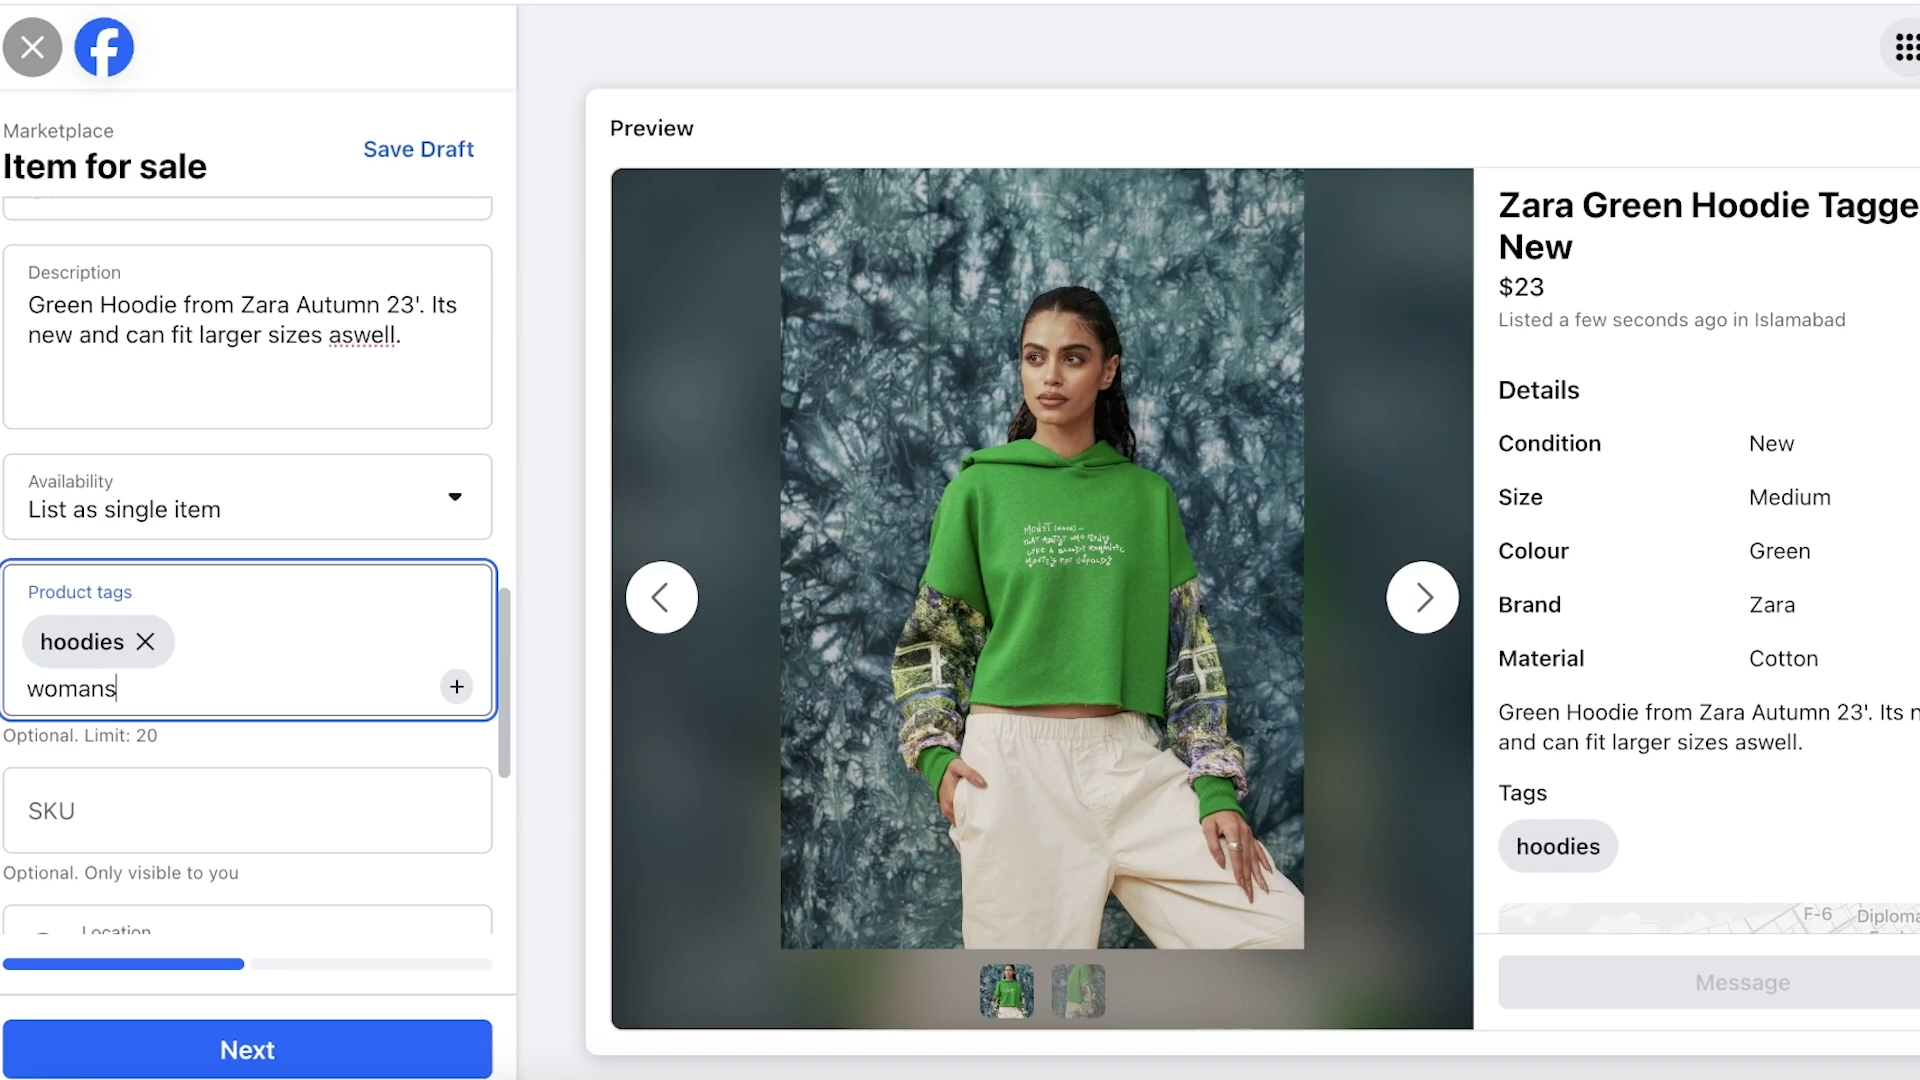 Marketplace
Item for sale
Save Draft
Description
Green Hoodie from Zara Autumn 23'. Its
new and can fit larger sizes aswell.
Availability
List as single item
Product tags
hoodies
womans
Optional. Limit: 20
SKU
Optional. Only visible to you
Location
Next
Preview
MONET
Zara Green Hoodie Tagge
New
$23
Listed a few seconds ago in Islamabad
Details
Condition New
Size Medium
Colour Green
Brand Zara
Material Cotton
Green Hoodie from Zara Autumn 23'. Its n
and can fit larger sizes aswell.
Tags
hoodies
F-6 Diploma
Message